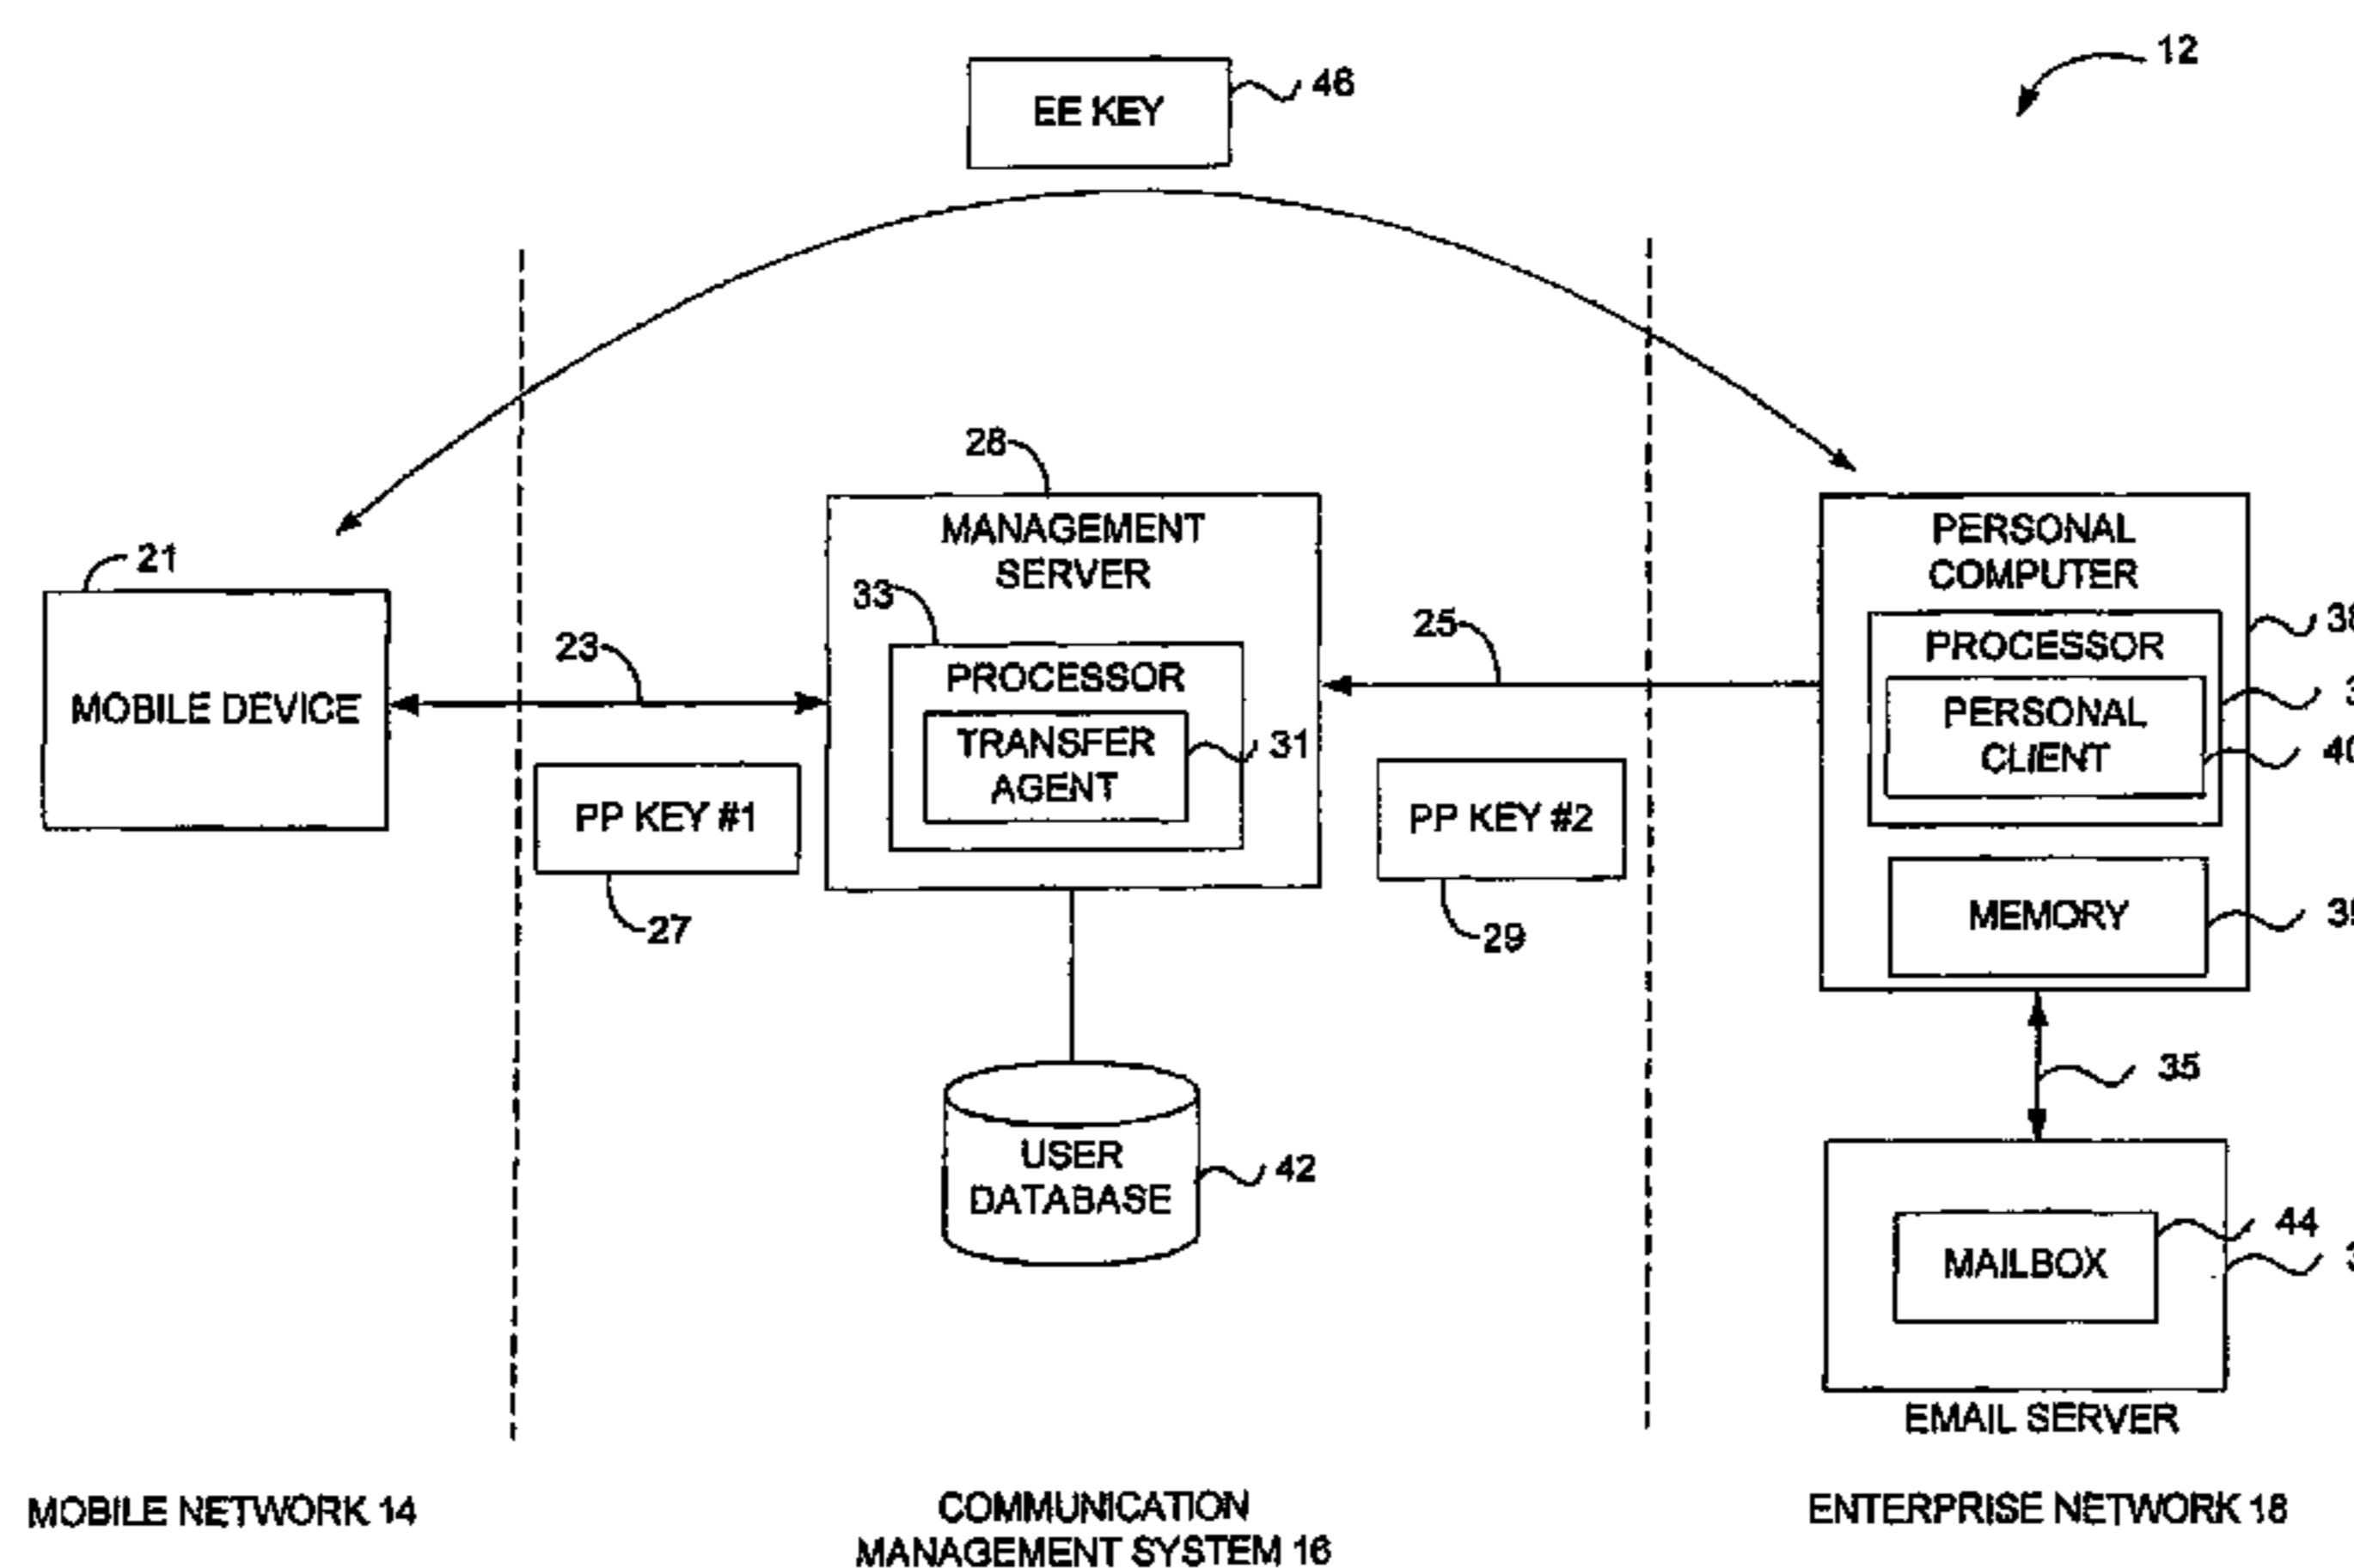 12
EE KEY
46
28
MANAGEMENT
SERVER
PERSONAL
COMPUTER
21
33
38
23
25
PROCESSOR
PROCESSOR
MOBILE DEVICE
TRANSFER
AGENT
31
PERSONAL
CLIENT
40
PP KEY #1
PP KEY #2
27
29
MEMORY
35
USER
DATABASE
42
MAILBOX
44
EMAIL SERVER
MOBILE NETWORK 14
COMMUNICATION
MANAGEMENT SYSTEM 16
ENTERPRISE NETWORK 18